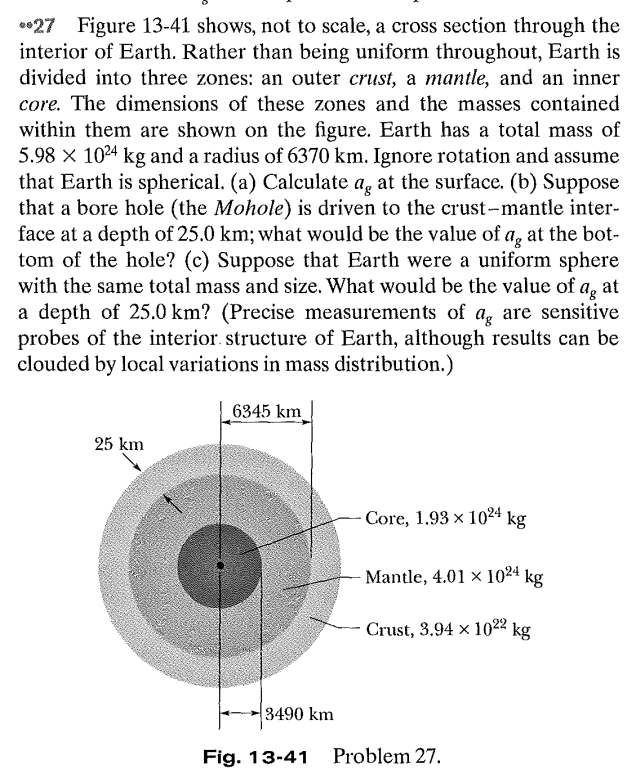 ••27 Figure 13-41 shows, not to scale, a cross section through the
interior of Earth. Rather than being uniform throughout, Earth is
divided into three zones: an outer crust, a mantle, and an inner
core. The dimensions of these zones and the masses contained
within them are shown on the figure. Earth has a total mass of
5.98 × 10²⁴ kg and a radius of 6370 km. Ignore rotation and assume
that Earth is spherical. (a) Calculate a_g at the surface. (b) Suppose
that a bore hole (the Mohole) is driven to the crust–mantle inter-
face at a depth of 25.0 km; what would be the value of a_g at the bot-
tom of the hole? (c) Suppose that Earth were a uniform sphere
with the same total mass and size. What would be the value of a_g at
a depth of 25.0 km? (Precise measurements of a_g are sensitive
probes of the interior structure of Earth, although results can be
clouded by local variations in mass distribution.)
6345 km
25 km
Core, 1.93 × 10²⁴ kg
Mantle, 4.01 × 10²⁴ kg
Crust, 3.94 × 10²² kg
3490 km
Fig. 13-41 Problem 27.